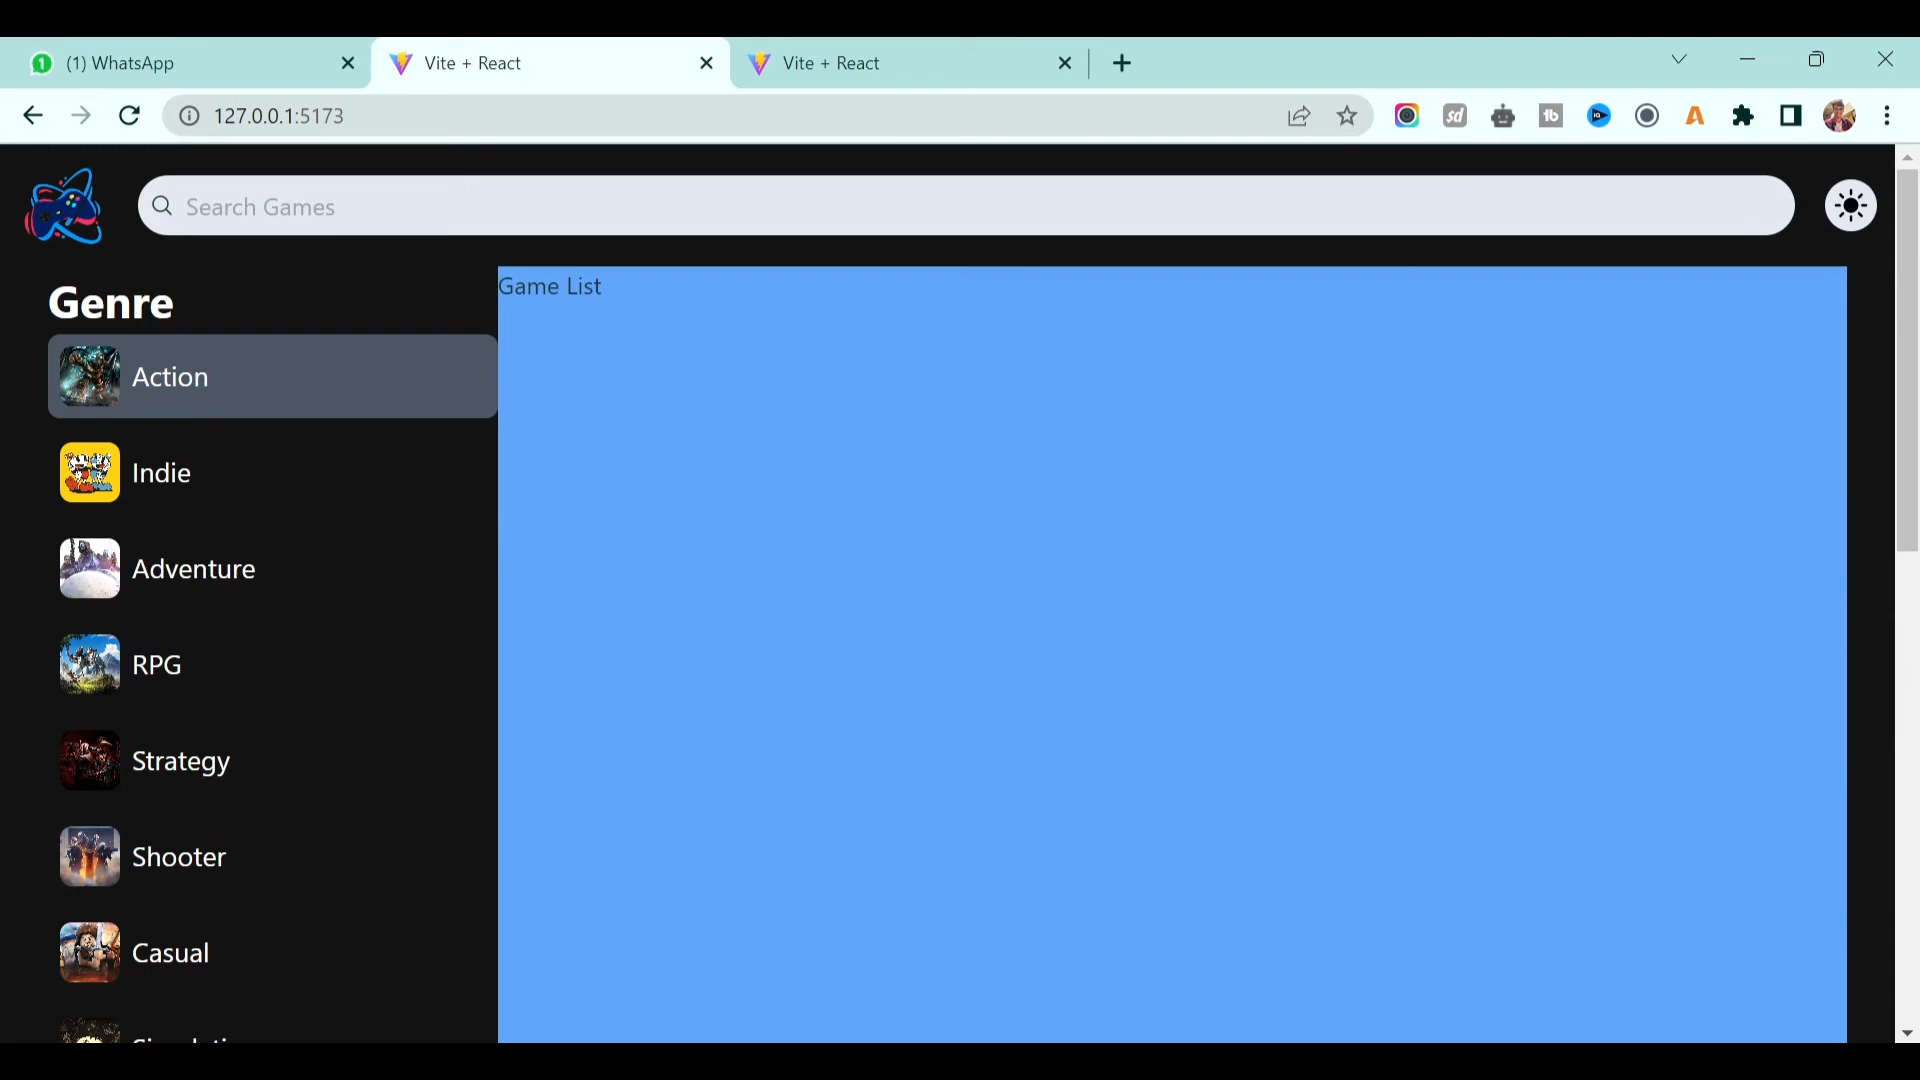 (1) WhatsApp
Vite + React
Vite + React
127.0.0.1:5173
Search Games
Genre
Game List
Action
Indie
Adventure
RPG
Strategy
Shooter
Casual